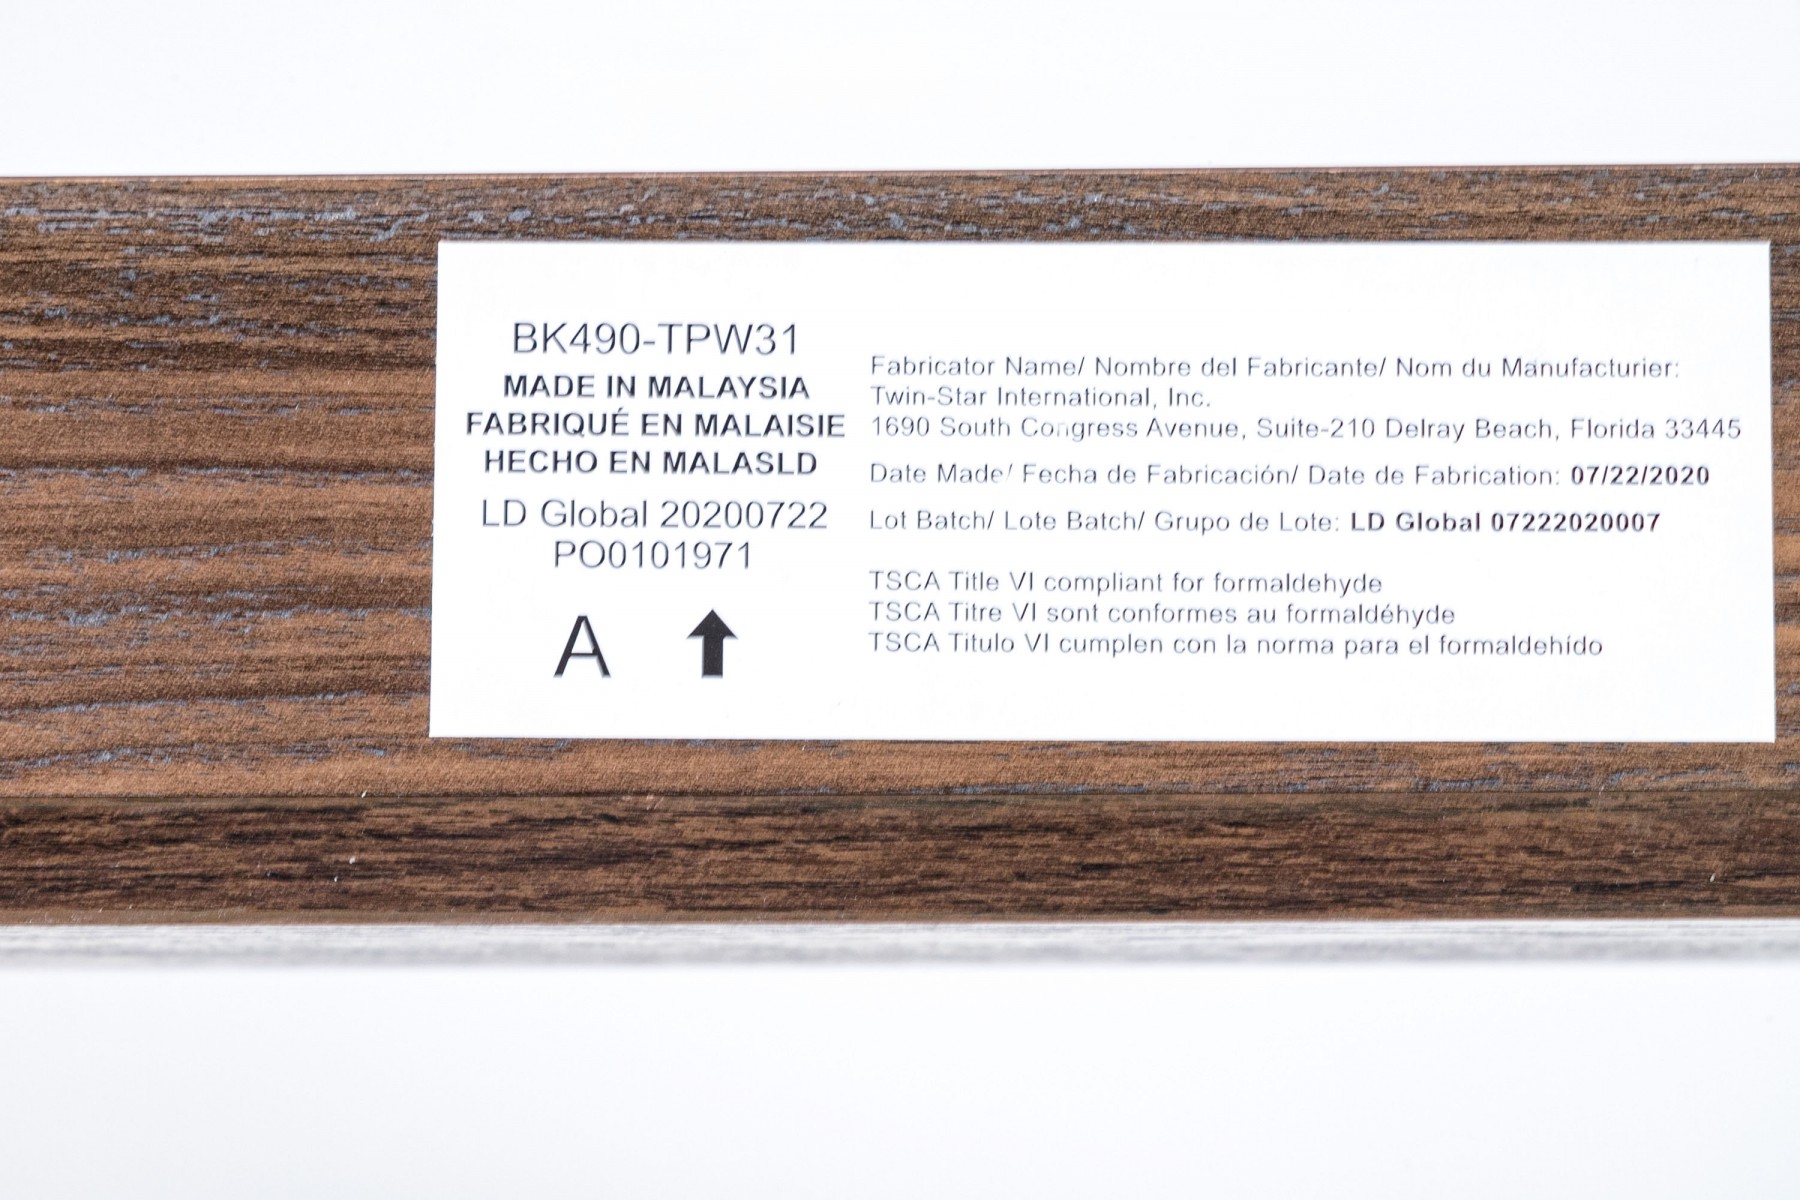 BK490-TPW31
MADE IN MALAYSIA
FABRIQUÉ EN MALAISIE
HECHO EN MALASLD
LD Global 20200722
PO0101971
A
Fabricator Name/ Nombre del Fabricante/ Nom du Manufacturier:
Twin-Star International, Inc.
1690 South Congress Avenue, Suite-210 Delray Beach, Florida 33445
Date Made/ Fecha de Fabricación/ Date de Fabrication: 07/22/2020
Lot Batch/ Lote Batch/ Grupo de Lote: LD Global 07222020007
TSCA Title VI compliant for formaldehyde
TSCA Titre VI sont conformes au formaldéhyde
TSCA Titulo VI cumplen con la norma para el formaldehído